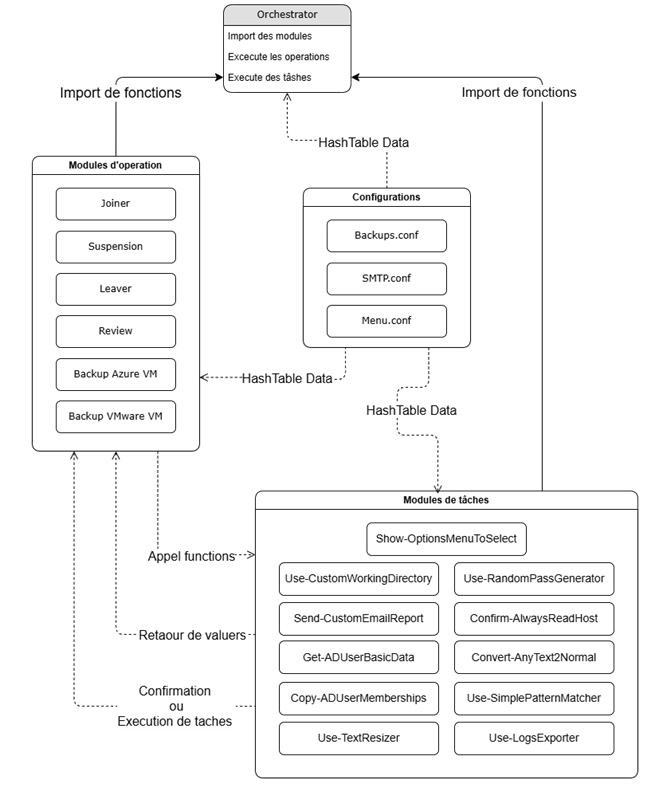 Orchestrator
Import des modules
Excecute les operations
Execute des tâshes
Import de fonctions
Import de fonctions
HashTable Data
Modules d'operation
Joiner
Suspension
Leaver
Review
Backup Azure VM
Backup VMware VM
Configurations
Backups.conf
SMTP.conf
Menu.conf
HashTable Data
HashTable Data
Modules de tâches
Show-OptionsMenuToSelect
Use-CustomWorkingDirectory
Use-RandomPassGenerator
Send-CustomEmailReport
Confirm-AlwaysReadHost
Get-ADUserBasicData
Convert-AnyText2Normal
Copy-ADUserMemberships
Use-SimplePatternMatcher
Use-TextResizer
Use-LogsExporter
Appel functions
Retaour de valuers
Confirmation
ou
Execution de taches